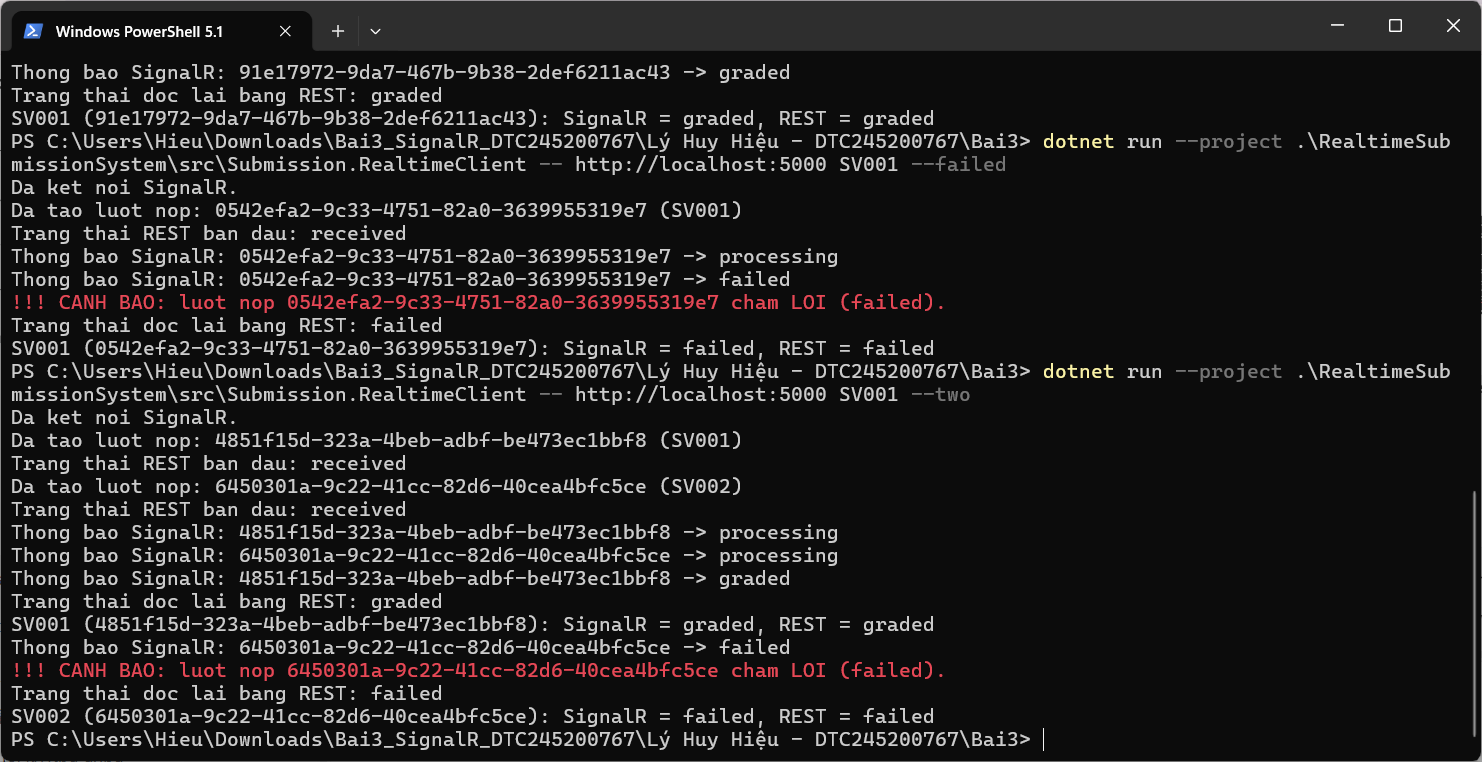 Windows PowerShell 5.1
Thong bao SignalR: 91e17972-9da7-467b-9b38-2def6211ac43 -> graded
Trang thai doc lai bang REST: graded
SV001 (91e17972-9da7-467b-9b38-2def6211ac43): SignalR = graded, REST = graded
PS C:\Users\Hieu\Downloads\Bai3_SignalR_DTC245200767\Lý Huy Hiệu - DTC245200767\Bai3> dotnet run --project .\RealtimeSub
missionSystem\src\Submission.RealtimeClient -- http://localhost:5000 SV001 --failed
Da ket noi SignalR.
Da tao luot nop: 0542efa2-9c33-4751-82a0-3639955319e7 (SV001)
Trang thai REST ban dau: received
Thong bao SignalR: 0542efa2-9c33-4751-82a0-3639955319e7 -> processing
Thong bao SignalR: 0542efa2-9c33-4751-82a0-3639955319e7 -> failed
!!! CANH BAO: luot nop 0542efa2-9c33-4751-82a0-3639955319e7 cham LOI (failed).
Trang thai doc lai bang REST: failed
SV001 (0542efa2-9c33-4751-82a0-3639955319e7): SignalR = failed, REST = failed
PS C:\Users\Hieu\Downloads\Bai3_SignalR_DTC245200767\Lý Huy Hiệu - DTC245200767\Bai3> dotnet run --project .\RealtimeSub
missionSystem\src\Submission.RealtimeClient -- http://localhost:5000 SV001 --two
Da ket noi SignalR.
Da tao luot nop: 4851f15d-323a-4beb-adbf-be473ec1bbf8 (SV001)
Trang thai REST ban dau: received
Da tao luot nop: 6450301a-9c22-41cc-82d6-40cea4bfc5ce (SV002)
Trang thai REST ban dau: received
Thong bao SignalR: 4851f15d-323a-4beb-adbf-be473ec1bbf8 -> processing
Thong bao SignalR: 6450301a-9c22-41cc-82d6-40cea4bfc5ce -> processing
Thong bao SignalR: 4851f15d-323a-4beb-adbf-be473ec1bbf8 -> graded
Trang thai doc lai bang REST: graded
SV001 (4851f15d-323a-4beb-adbf-be473ec1bbf8): SignalR = graded, REST = graded
Thong bao SignalR: 6450301a-9c22-41cc-82d6-40cea4bfc5ce -> failed
!!! CANH BAO: luot nop 6450301a-9c22-41cc-82d6-40cea4bfc5ce cham LOI (failed).
Trang thai doc lai bang REST: failed
SV002 (6450301a-9c22-41cc-82d6-40cea4bfc5ce): SignalR = failed, REST = failed
PS C:\Users\Hieu\Downloads\Bai3_SignalR_DTC245200767\Lý Huy Hiệu - DTC245200767\Bai3>